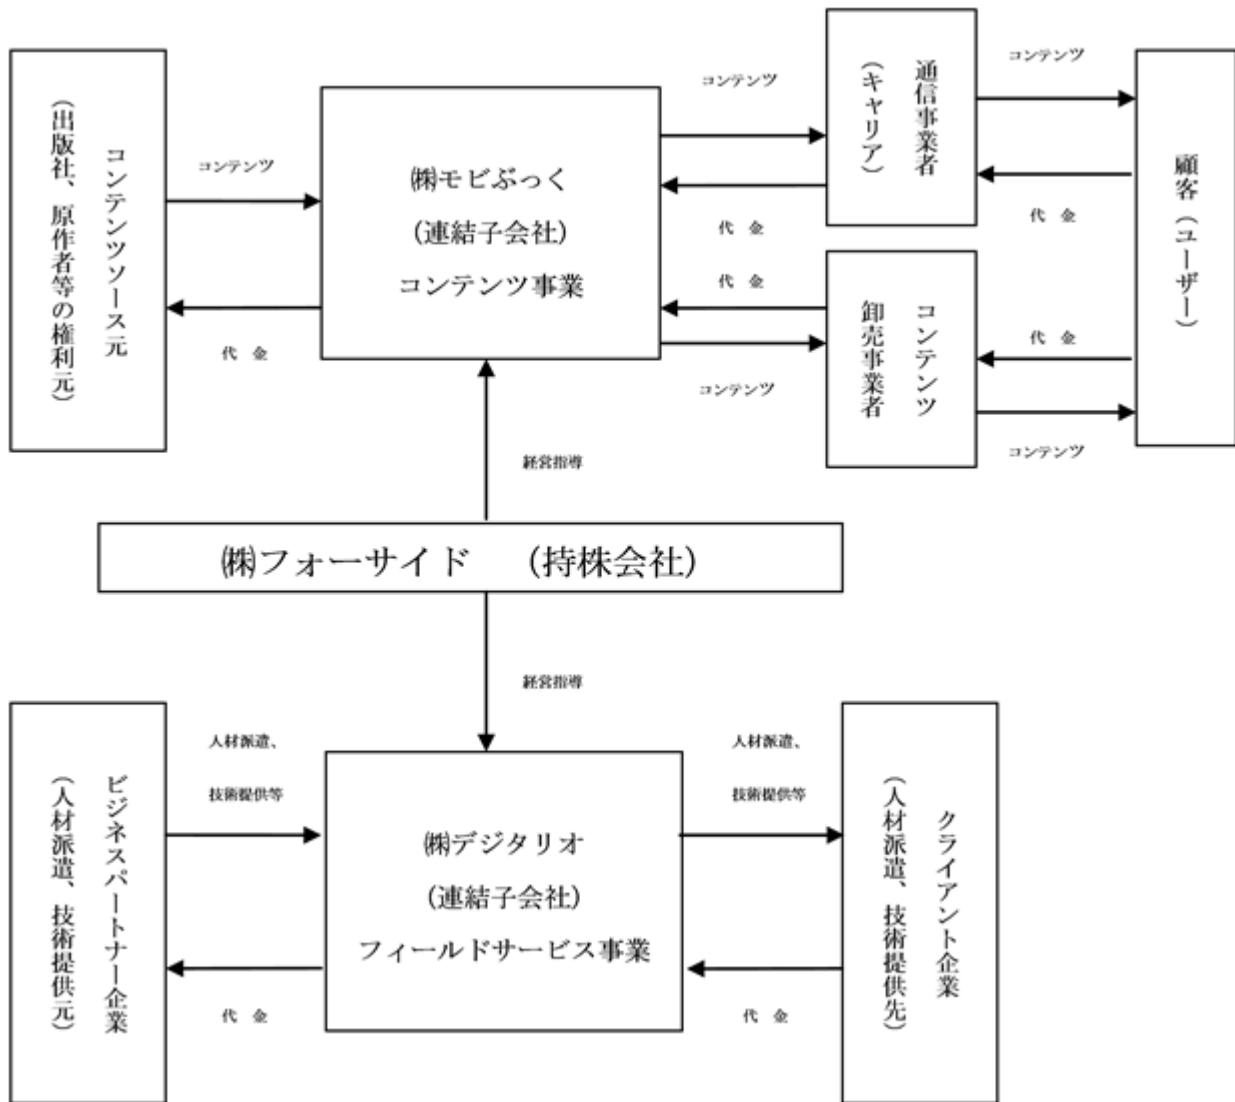 コンテンツソース元
（出版社、原作者等の権利元）
コンテンツ
代 金
㈱モビぶっく
（連結子会社）
コンテンツ事業
コンテンツ
代 金
代 金
コンテンツ
通信事業者
（キャリア）
コンテンツ
卸売事業者
コンテンツ
代 金
代 金
コンテンツ
顧客（ユーザー）
経営指導
㈱フォーサイド （持株会社）
経営指導
ビジネスパートナー企業
（人材派遣、技術提供元）
人材派遣、
技術提供等
代 金
㈱デジタリオ
（連結子会社）
フィールドサービス事業
人材派遣、
技術提供等
代 金
クライアント企業
（人材派遣、技術提供先）